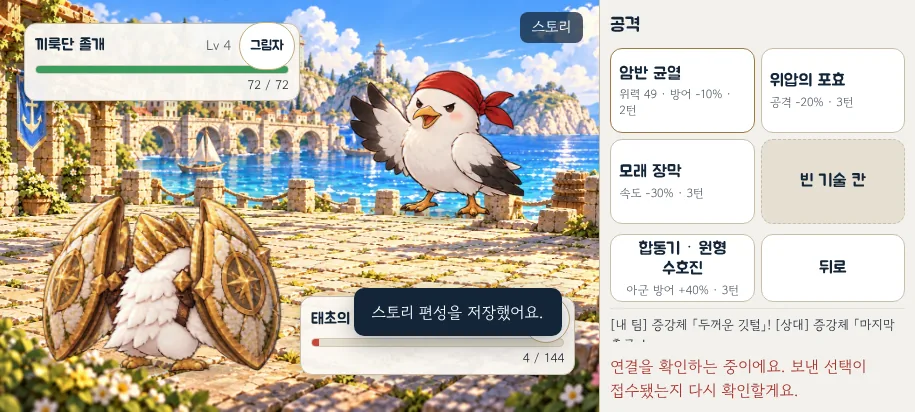 끼룩단 졸개
Lv 4
그림자
72 / 72
스토리
태초의
스토리 편성을 저장했어요.
4 / 144
공격
암반 균열
위력 49 · 방어 -10% ·
2턴
위압의 포효
공격 -20% · 3턴
모래 장막
속도 -30% · 3턴
빈 기술 칸
합동기 · 원형
수호진
아군 방어 +40% · 3턴
뒤로
[내 팀] 증강체 「두꺼운 깃털」! [상대] 증강체 「마지막
연결을 확인하는 중이에요. 보낸 선택이
접수됐는지 다시 확인할게요.